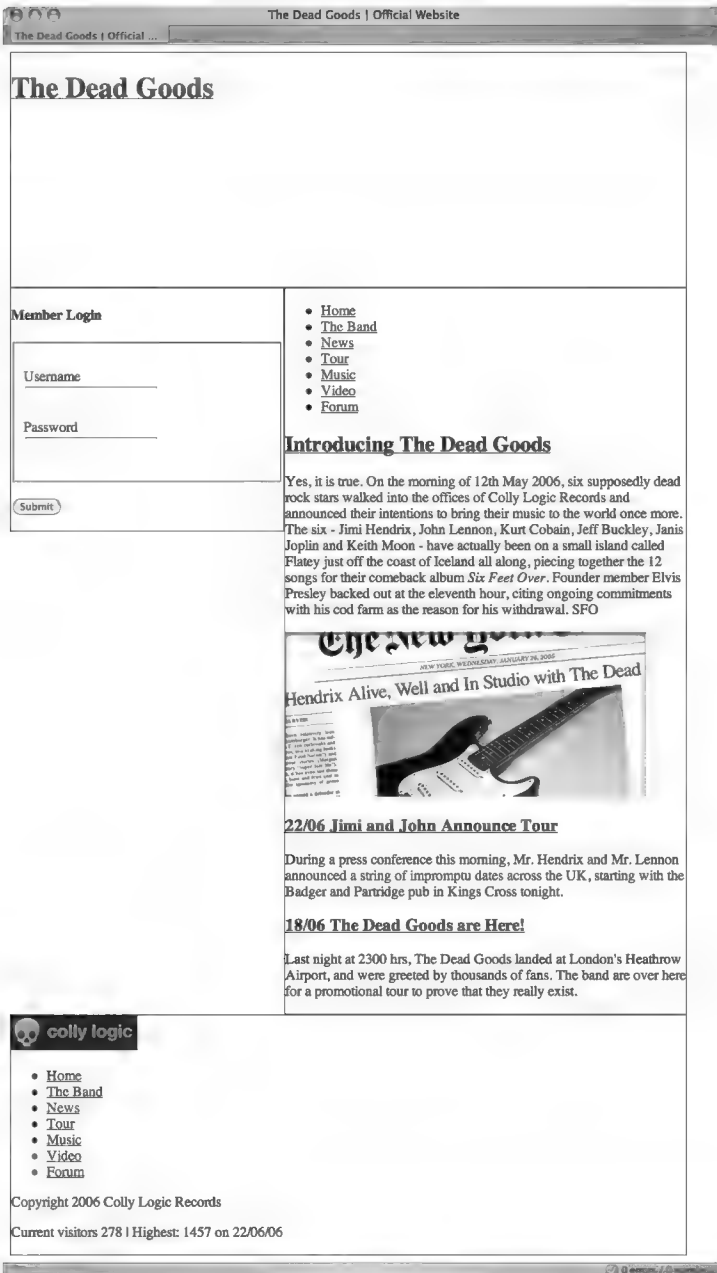 The Dead Goods | Official Website
The Dead Goods | Official ...
The Dead Goods
Member Login
Username
Password
Submit
Home
The Band
News
Tour
Music
Video
Forum
Introducing The Dead Goods
Yes, it is true. On the morning of 12th May 2006, six supposedly dead
rock stars walked into the offices of Colly Logic Records and
announced their intentions to bring their music to the world once more.
The six - Jimi Hendrix, John Lennon, Kurt Cobain, Jeff Buckley, Janis
Joplin and Keith Moon - have actually been on a small island called
Flatey just off the coast of Iceland all along, piecing together the 12
songs for their comeback album Six Feet Over. Founder member Elvis
Presley backed out at the eleventh hour, citing ongoing commitments
with his cod farm as the reason for his withdrawal. SFO
The New York
NEW YORK, WEDNESDAY, JANUARY 26, 2005
Hendrix Alive, Well and In Studio with The Dead
22/06 Jimi and John Announce Tour
During a press conference this morning, Mr. Hendrix and Mr. Lennon
announced a string of impromptu dates across the UK, starting with the
Badger and Partridge pub in Kings Cross tonight.
18/06 The Dead Goods are Here!
Last night at 2300 hrs, The Dead Goods landed at London's Heathrow
Airport, and were greeted by thousands of fans. The band are over here
for a promotional tour to prove that they really exist.
colly logic
Home
The Band
News
Tour
Music
Video
Forum
Copyright 2006 Colly Logic Records
Current visitors 278 | Highest: 1457 on 22/06/06